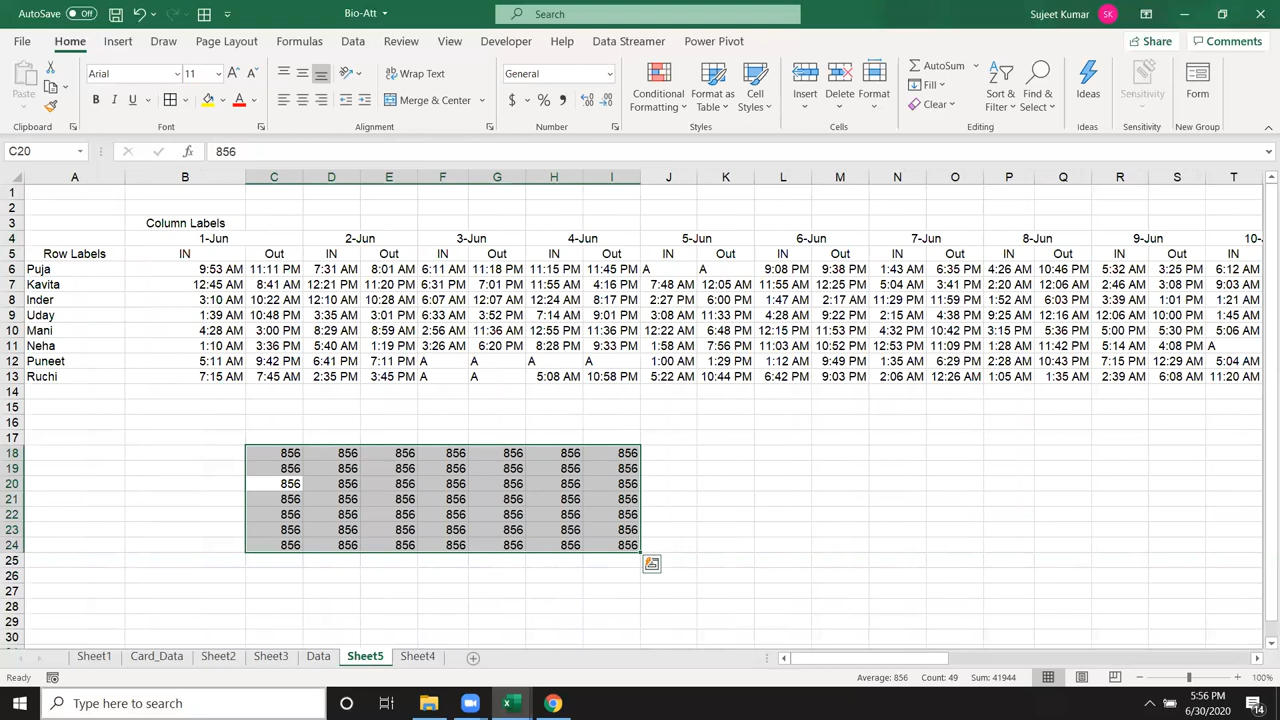 AutoSave Off Bio-Att Search Sujeet Kumar SK
File Home Insert Draw Page Layout Formulas Data Review View Developer Help Data Streamer Power Pivot Share Comments
Paste Arial 11 Wrap Text General Conditional Formatting Format as Table Cell Styles Insert Delete Format AutoSum Sort & Filter Find & Select Ideas Sensitivity Form
B I U Merge & Center $ % Fill Clear
Clipboard Font Alignment Number Styles Cells Editing Ideas Sensitivity New Group
C20 fx 856
A B C D E F G H I J K L M N O P Q R S T
1
2
3 Column Labels
4 1-Jun 2-Jun 3-Jun 4-Jun 5-Jun 6-Jun 7-Jun 8-Jun 9-Jun 10-
5 Row Labels IN Out IN Out IN Out IN Out IN Out IN Out IN Out IN Out IN Out IN
6 Puja 9:53 AM 11:11 PM 7:31 AM 8:01 AM 6:11 AM 11:18 PM 11:15 PM 11:45 PM A A 9:08 PM 9:38 PM 1:43 AM 6:35 PM 4:26 AM 10:46 PM 5:32 AM 3:25 PM 6:12 AM
7 Kavita 12:45 AM 8:41 AM 12:21 PM 11:20 PM 6:31 PM 7:01 PM 11:55 AM 4:16 PM 7:48 AM 12:05 PM 11:55 AM 12:25 PM 5:04 AM 3:41 PM 2:20 AM 12:06 AM 2:46 AM 3:08 PM 9:03 AM
8 Inder 3:10 AM 10:22 AM 12:10 AM 10:28 AM 6:07 AM 12:07 AM 12:24 AM 8:17 PM 2:27 PM 6:00 PM 1:47 AM 2:17 AM 11:29 PM 11:59 PM 1:52 AM 6:03 PM 3:39 AM 1:01 PM 1:21 AM
9 Uday 1:39 AM 10:48 PM 3:35 AM 3:01 PM 6:33 AM 3:52 PM 7:14 AM 9:01 PM 3:08 AM 11:33 PM 4:28 AM 9:22 PM 2:15 AM 4:38 PM 9:25 AM 12:16 AM 12:06 AM 10:00 PM 1:45 AM
10 Mani 4:28 AM 3:00 PM 8:29 AM 8:59 AM 2:56 AM 11:36 AM 12:55 PM 11:36 PM 12:22 AM 6:48 PM 12:15 PM 11:53 PM 4:32 AM 10:42 PM 3:15 PM 5:36 PM 5:00 PM 5:30 PM 5:06 AM
11 Neha 1:10 AM 3:36 PM 5:40 AM 1:19 PM 3:26 AM 6:20 PM 8:28 PM 9:33 PM 1:58 AM 7:56 PM 11:03 AM 10:52 PM 12:53 AM 11:09 PM 1:28 AM 11:42 PM 5:14 AM 4:08 PM A
12 Puneet 5:11 AM 9:42 PM 6:41 PM 7:11 PM A A A A 1:00 AM 1:29 PM 1:12 AM 9:49 PM 1:35 AM 6:29 PM 2:28 PM 10:43 PM 7:15 PM 12:29 AM 5:04 AM
13 Ruchi 7:15 AM 7:45 AM 2:35 PM 3:45 PM A A 5:08 AM 10:58 PM 5:22 AM 10:44 PM 6:42 PM 9:03 PM 2:06 AM 12:26 AM 1:05 AM 1:35 AM 2:39 AM 6:08 AM 11:20 AM
14
15
16
17
18 856 856 856 856 856 856 856
19 856 856 856 856 856 856 856
20 856 856 856 856 856 856 856
21 856 856 856 856 856 856 856
22 856 856 856 856 856 856 856
23 856 856 856 856 856 856 856
24 856 856 856 856 856 856 856
25
26
27
28
29
30
Sheet1 Card_Data Sheet2 Sheet3 Data Sheet5 Sheet4
Ready Average: 856 Count: 49 Sum: 41944 100%
Type here to search 5:56 PM
6/30/2020 14